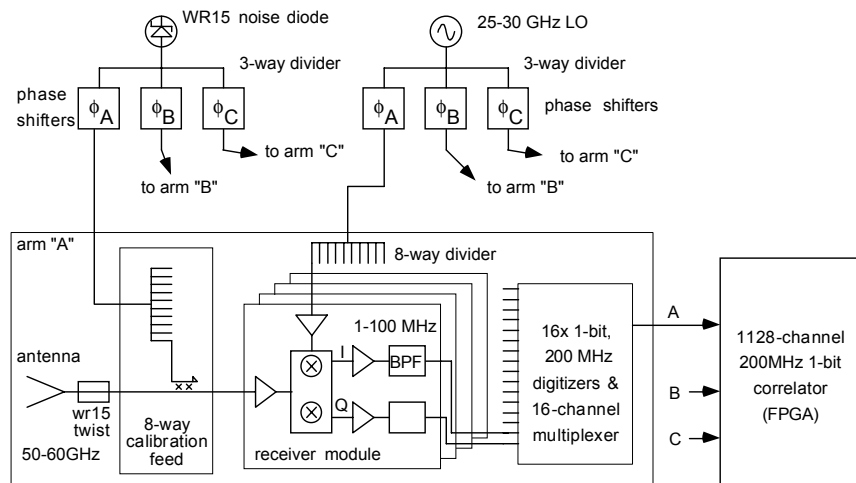 WR15 noise diode
25-30 GHz LO
3-way divider
3-way divider
phase
shifters
ϕA
ϕB
ϕC
ϕA
ϕB
ϕC
phase shifters
to arm "C"
to arm "B"
to arm "C"
to arm "B"
arm "A"
8-way divider
1-100 MHz
I
BPF
Q
antenna
wr15
twist
50-60GHz
8-way
calibration
feed
receiver module
16x 1-bit,
200 MHz
digitizers &
16-channel
multiplexer
A
B
C
1128-channel
200MHz 1-bit
correlator
(FPGA)